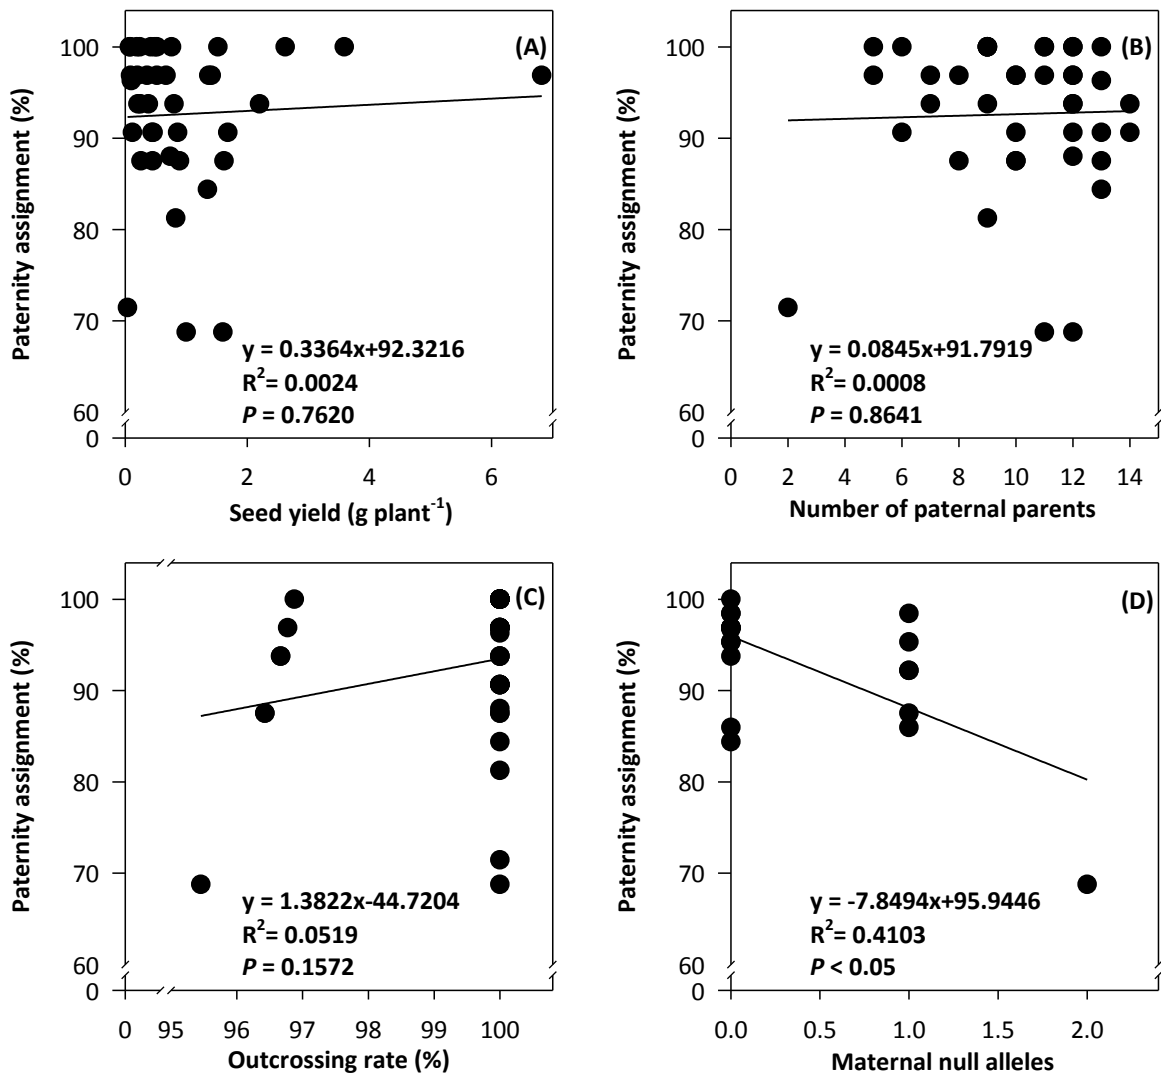 (A)
100
90
80
70
60
0
Paternity assignment (%)
y = 0.3364x+92.3216
R²= 0.0024
P = 0.7620
0 2 4 6
Seed yield (g plant⁻¹)
(B)
100
90
80
70
60
0
Paternity assignment (%)
y = 0.0845x+91.7919
R²= 0.0008
P = 0.8641
0 2 4 6 8 10 12 14
Number of paternal parents
(C)
100
90
80
70
60
0
Paternity assignment (%)
y = 1.3822x-44.7204
R²= 0.0519
P = 0.1572
0 95 96 97 98 99 100
Outcrossing rate (%)
(D)
100
90
80
70
60
0
Paternity assignment (%)
y = -7.8494x+95.9446
R²= 0.4103
P < 0.05
0.0 0.5 1.0 1.5 2.0
Maternal null alleles